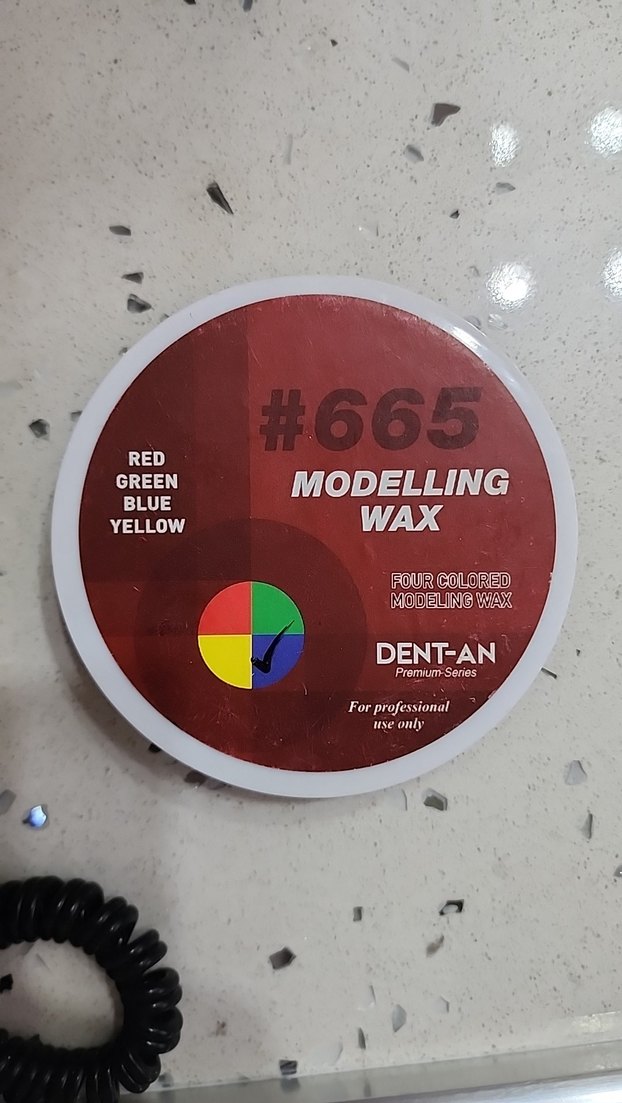 #665
MODELLING
WAX
RED
GREEN
BLUE
YELLOW
FOUR COLORED
MODELING WAX
DENT-AN
Premium-Series
For professional
use only